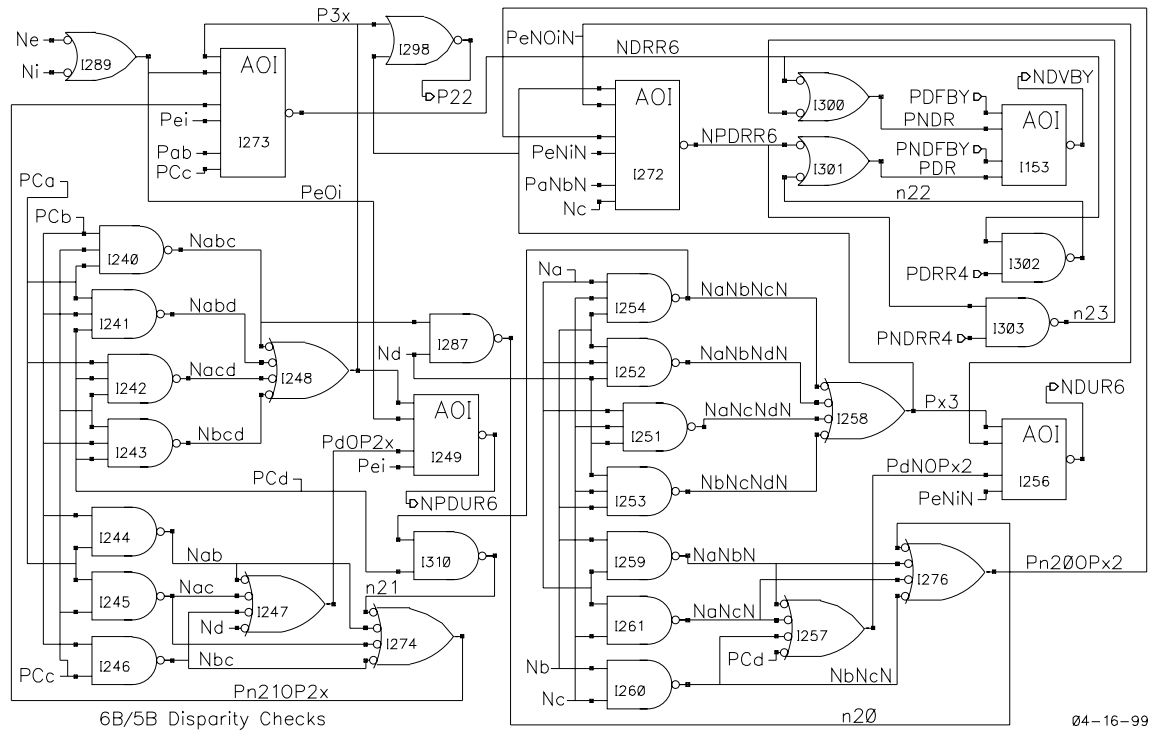 P3x
Ne
Ni
I289
AOI
I273
I298
P22
PeNOiN
NDRR6
Pei
Pab
PCc
AOI
I272
NPDRR6
PeNiN
PaNbN
Nc
I300
I301
PDFBY
PNDR
PNDFBY
PDR
NDVBY
AOI
I153
n22
I302
PDRR4
I303
PNDRR4
n23
PCa
PCb
PeOi
I240
Nabc
I241
Nabd
I242
Nacd
I243
Nbcd
I248
I287
Nd
AOI
I249
PdOP2x
Pei
NPDUR6
PCd
I310
n21
I244
Nab
I245
Nac
I246
Nbc
PCc
I247
Nd
I274
Pn21OP2x
Na
I254
NaNbNcN
I252
NaNbNdN
I251
NaNcNdN
I253
NbNcNdN
I258
Px3
NDUR6
AOI
I256
PdNOPx2
PeNiN
I259
NaNbN
I261
NaNcN
I260
NbNcN
Nb
Nc
I257
PCd
I276
Pn20OPx2
n20
6B/5B Disparity Checks
04-16-99